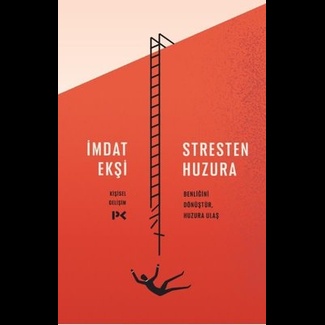 İMDAT
EKŞİ
KİŞİSEL
GELİŞİM
PK
STRESTEN
HUZURA
BENLİĞİNİ
DÖNÜŞTÜR,
HUZURA ULAŞ